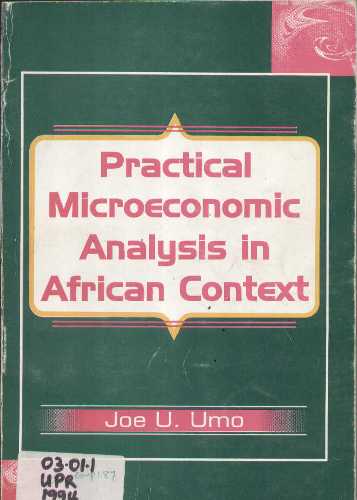 Practical
Microeconomic
Analysis in
African Context
Joe U. Umo
03·01·1
UPR
1994